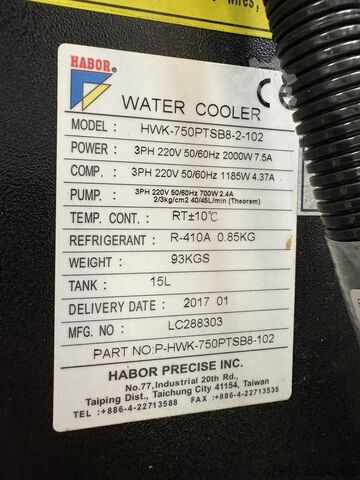 wires,
HABOR
CE
WATER COOLER
MODEL : HWK-750PTSB8-2-102
POWER : 3PH 220V 50/60Hz 2000W 7.5A
COMP. : 3PH 220V 50/60Hz 1185W 4.37A
PUMP. : 3PH 220V 50/60Hz 700W 2.4A
2/3kg/cm2 40/45L/min (Theorem)
TEMP. CONT. : RT±10℃
REFRIGERANT : R-410A 0.85KG
WEIGHT : 93KGS
TANK : 15L
DELIVERY DATE : 2017 01
MFG. NO : LC288303
PART NO:P-HWK-750PTSB8-102
HABOR PRECISE INC.
No.77,Industrial 20th Rd.,
Taiping Dist., Taichung City 41154, Taiwan
TEL :+886-4-22713588 FAX :+886-4-22713535